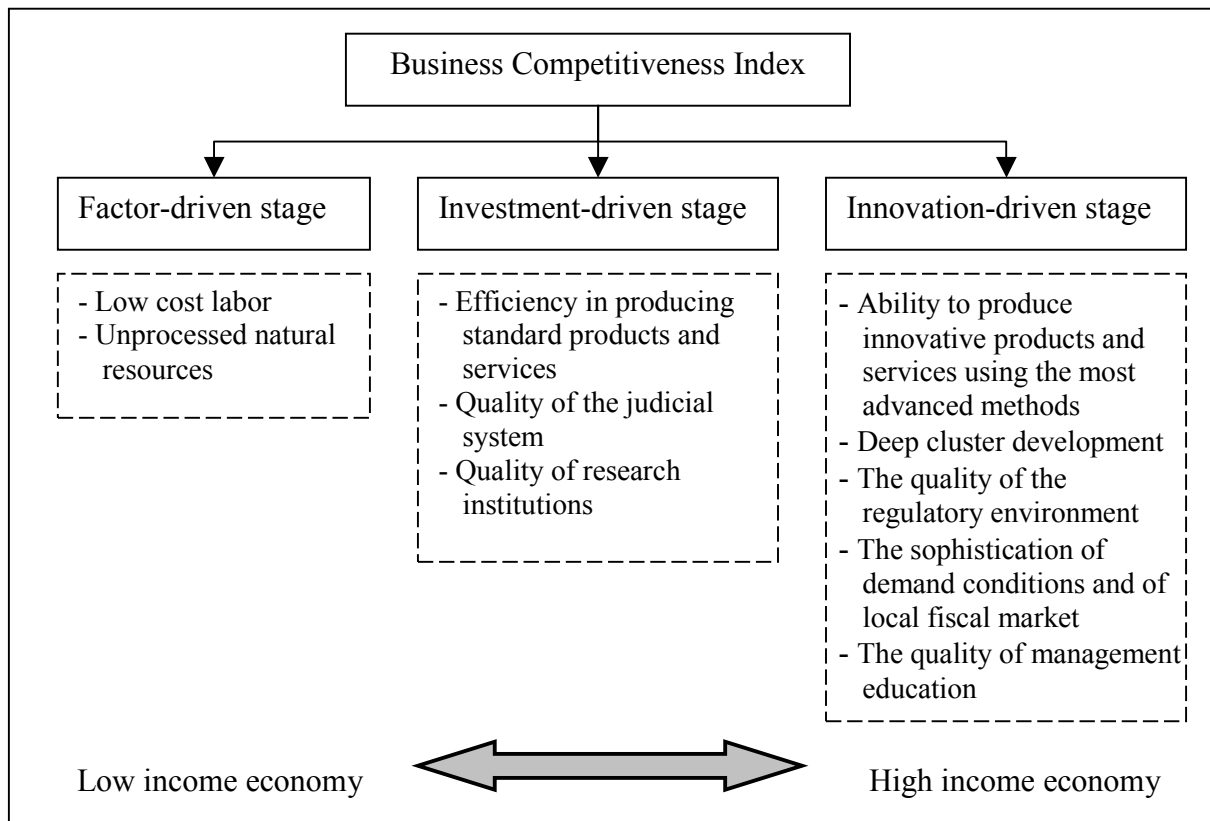 Business Competitiveness Index
Factor-driven stage
- Low cost labor
- Unprocessed natural
resources
Investment-driven stage
- Efficiency in producing
standard products and
services
- Quality of the judicial
system
- Quality of research
institutions
Innovation-driven stage
- Ability to produce
innovative products and
services using the most
advanced methods
- Deep cluster development
- The quality of the
regulatory environment
- The sophistication of
demand conditions and of
local fiscal market
- The quality of management
education
Low income economy
High income economy